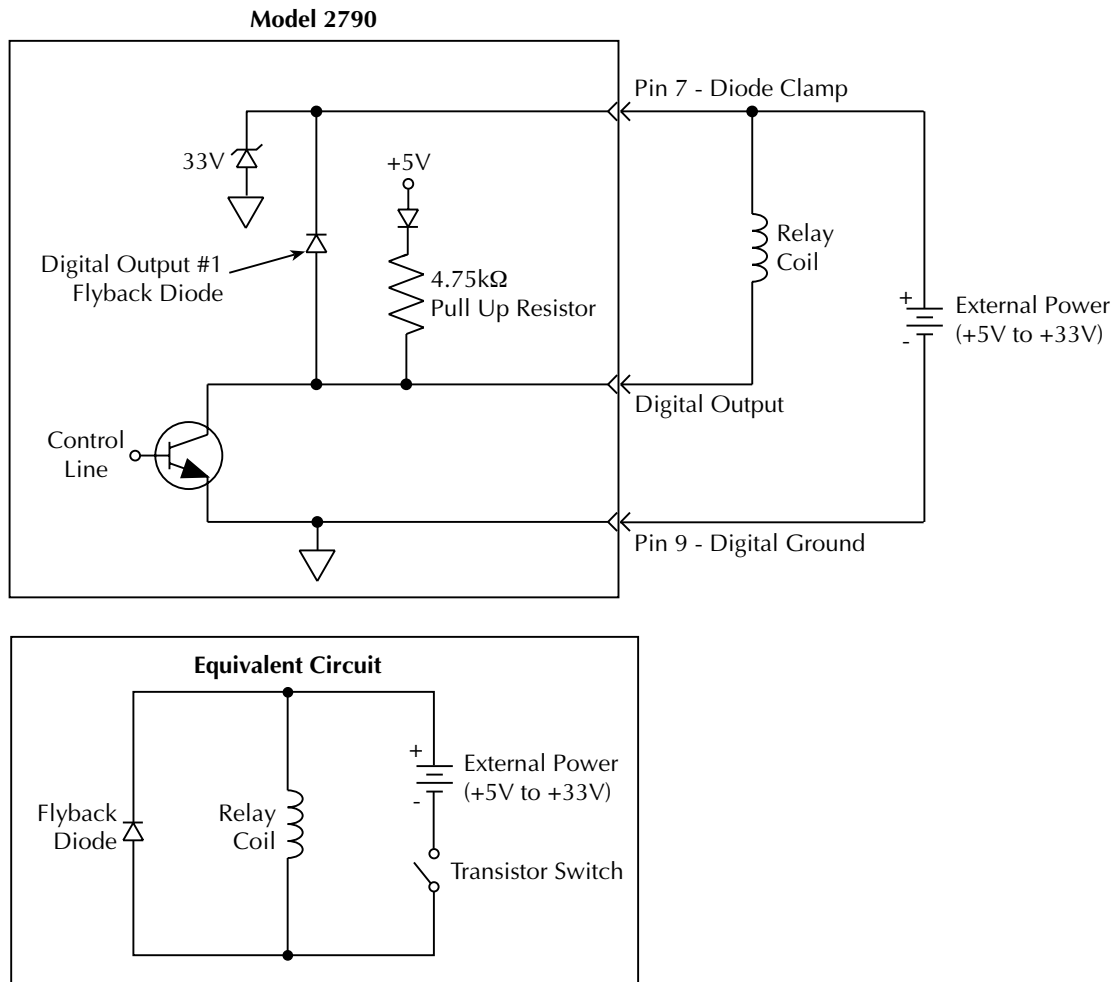 Model 2790
Pin 7 - Diode Clamp
33V
+5V
Digital Output #1
Flyback Diode
4.75kΩ
Pull Up Resistor
Relay
Coil
+
-
External Power
(+5V to +33V)
Digital Output
Control
Line
Pin 9 - Digital Ground
Equivalent Circuit
+
-
External Power
(+5V to +33V)
Flyback
Diode
Relay
Coil
Transistor Switch